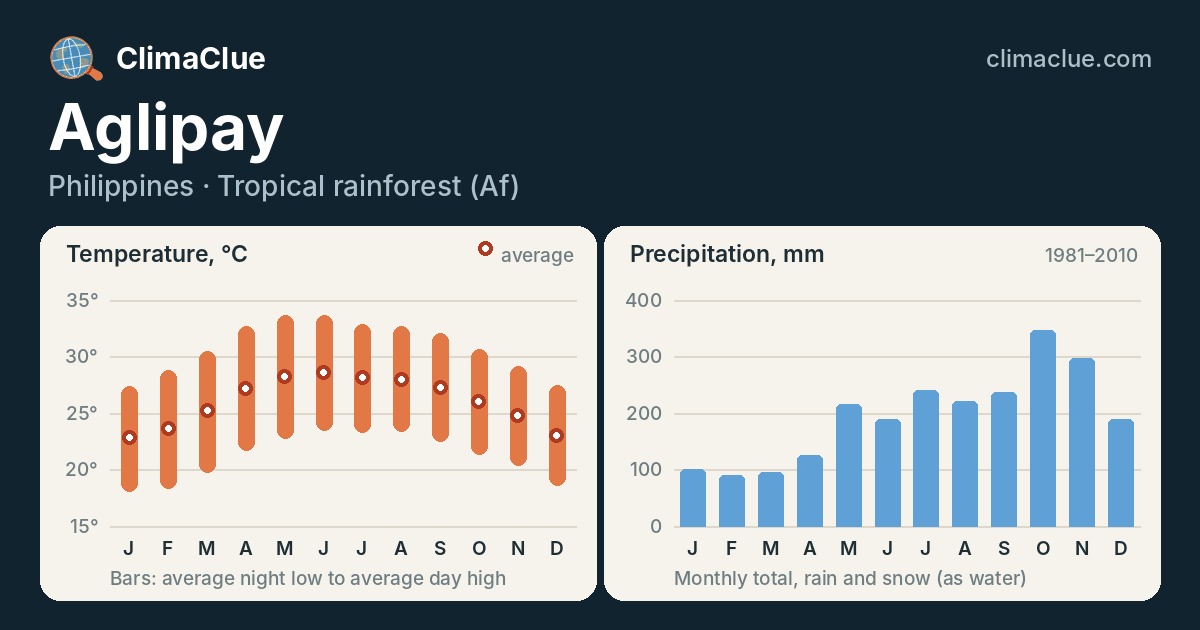 ClimaClue
climaclue.com
Aglipay
Philippines · Tropical rainforest (Af)
Temperature, °C
average
35°
30°
25°
20°
15°
J F M A M J J A S O N D
Bars: average night low to average day high
Precipitation, mm
1981–2010
400
300
200
100
0
J F M A M J J A S O N D
Monthly total, rain and snow (as water)